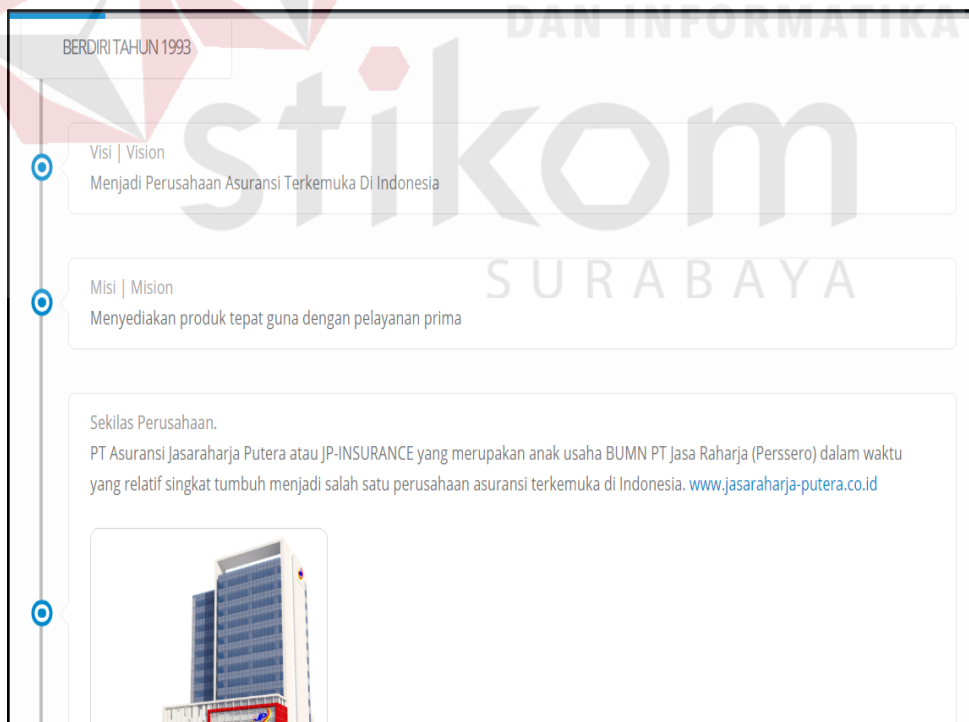 DAN INFORMATIKA
BERDIRI TAHUN 1993
stikom
Visi | Vision
Menjadi Perusahaan Asuransi Terkemuka Di Indonesia
SURABAYA
Misi | Mision
Menyediakan produk tepat guna dengan pelayanan prima
Sekilas Perusahaan.
PT Asuransi Jasaraharja Putera atau JP-INSURANCE yang merupakan anak usaha BUMN PT Jasa Raharja (Perssero) dalam waktu
yang relatif singkat tumbuh menjadi salah satu perusahaan asuransi terkemuka di Indonesia. www.jasaraharja-putera.co.id